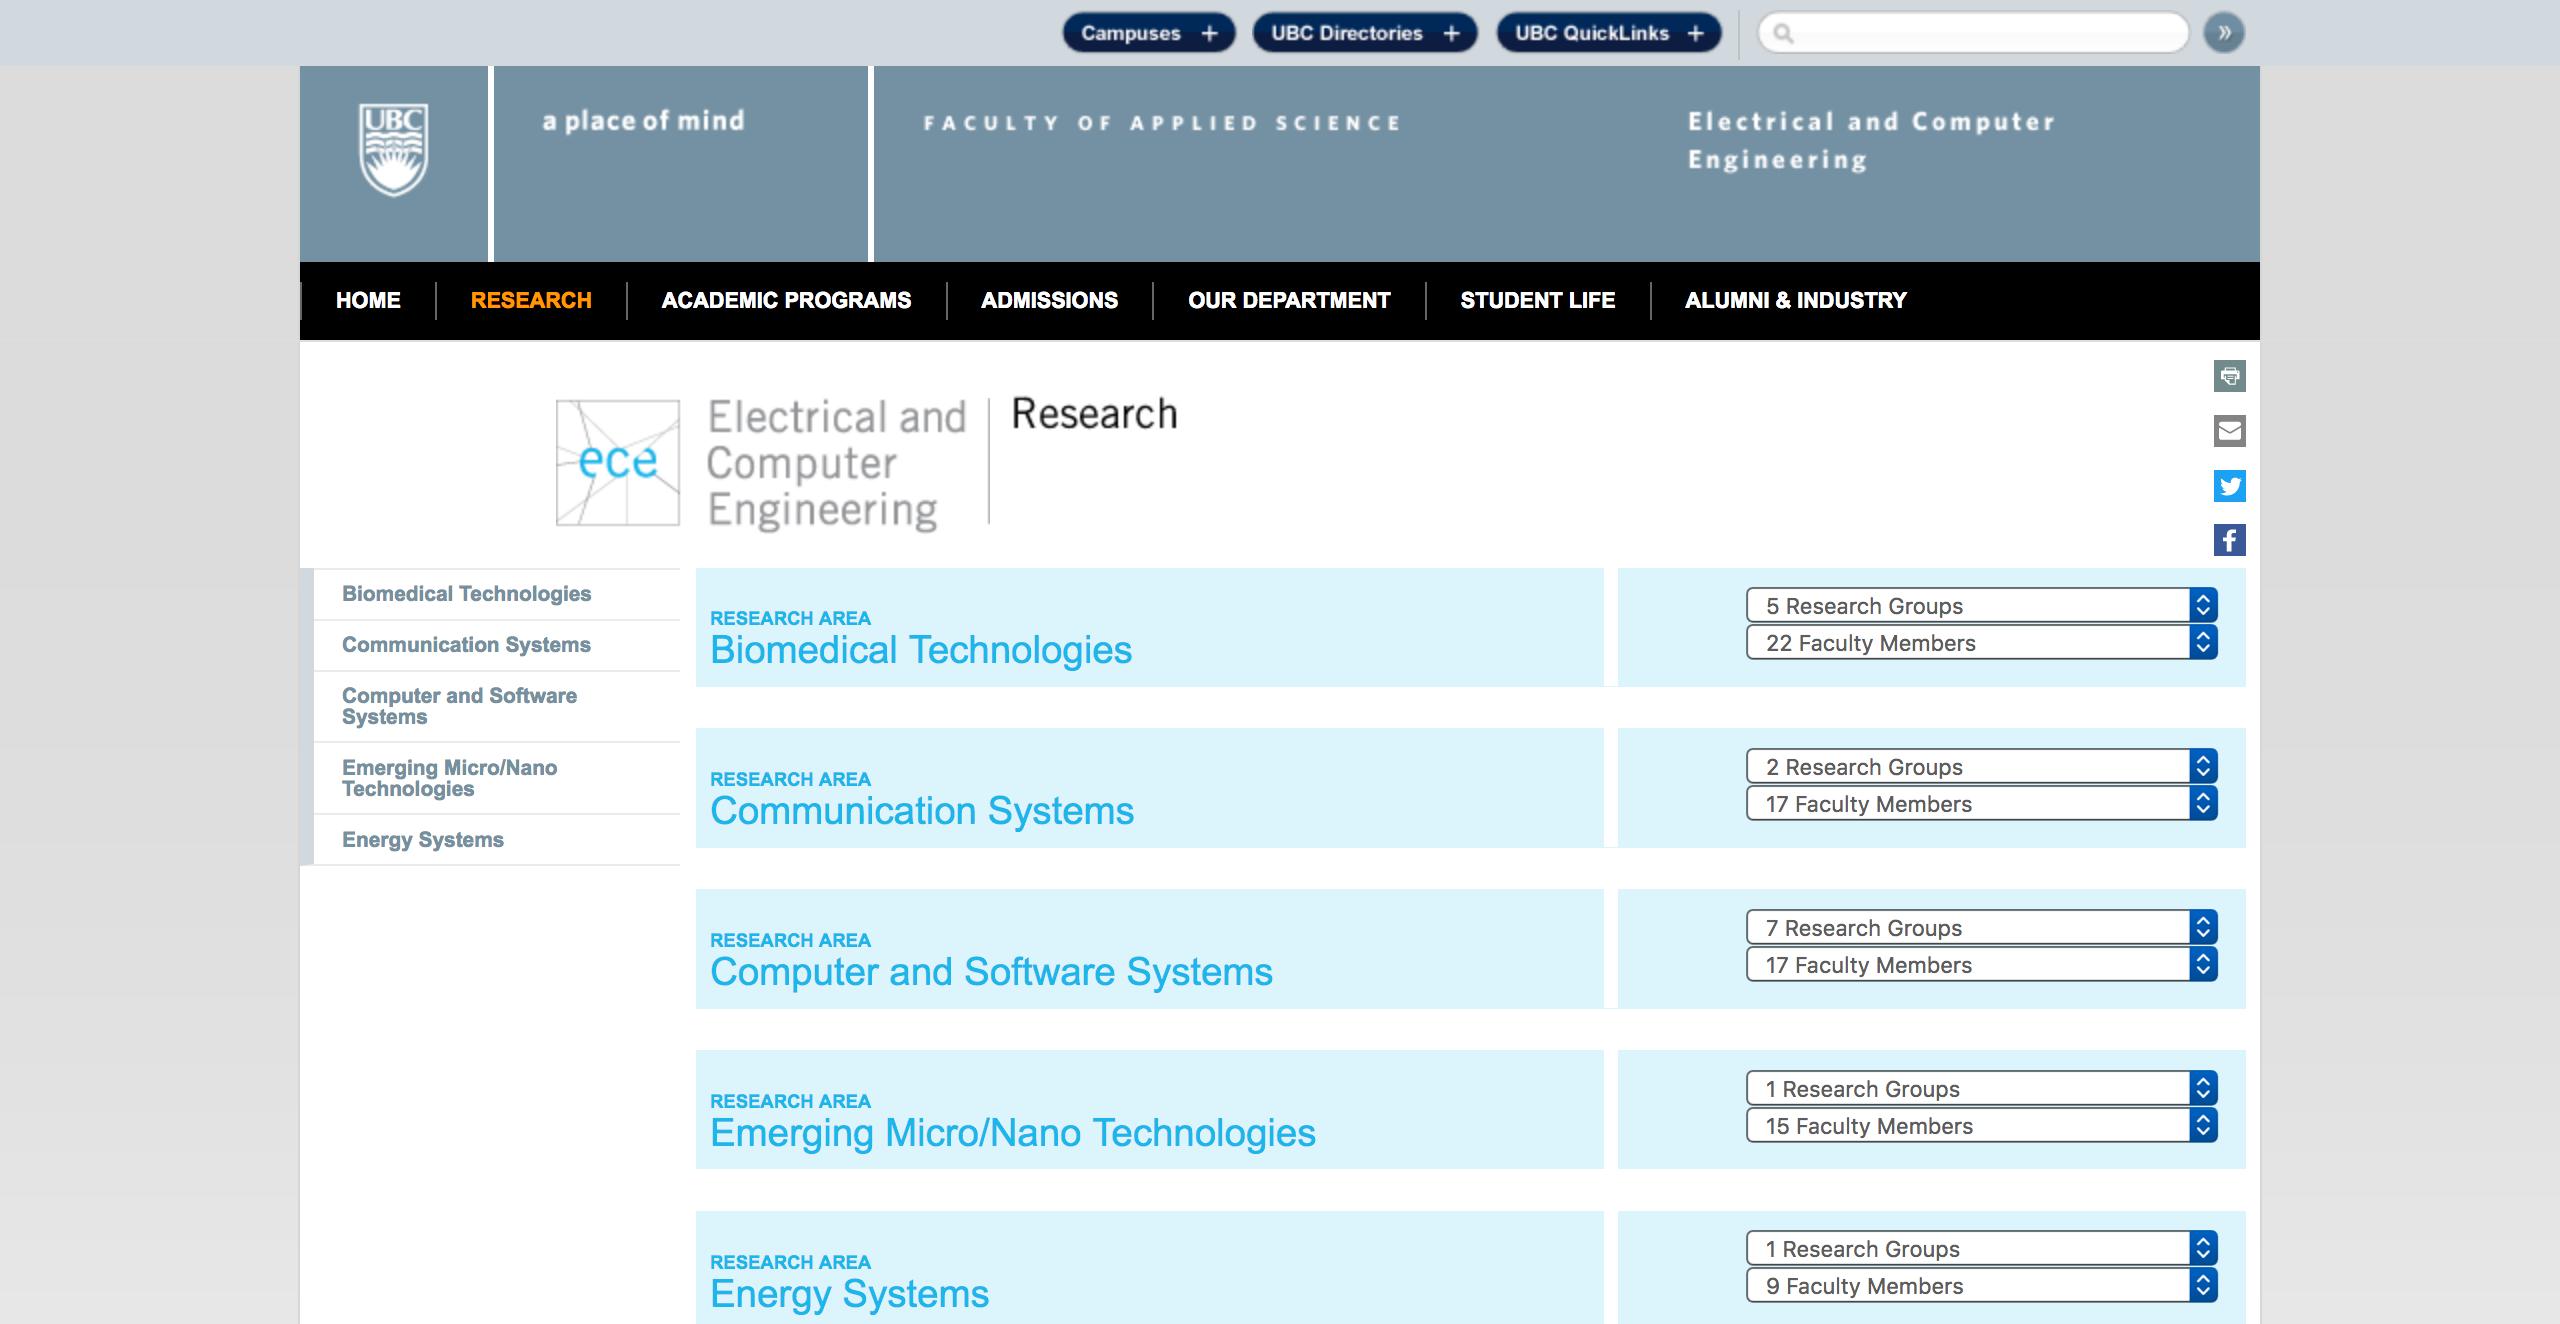 Campuses +
UBC Directories +
UBC QuickLinks +
»
UBC
a place of mind
FACULTY OF APPLIED SCIENCE
Electrical and Computer
Engineering
HOME
RESEARCH
ACADEMIC PROGRAMS
ADMISSIONS
OUR DEPARTMENT
STUDENT LIFE
ALUMNI & INDUSTRY
ece
Electrical and
Computer
Engineering
Research
Biomedical Technologies
Communication Systems
Computer and Software
Systems
Emerging Micro/Nano
Technologies
Energy Systems
RESEARCH AREA
Biomedical Technologies
5 Research Groups
22 Faculty Members
RESEARCH AREA
Communication Systems
2 Research Groups
17 Faculty Members
RESEARCH AREA
Computer and Software Systems
7 Research Groups
17 Faculty Members
RESEARCH AREA
Emerging Micro/Nano Technologies
1 Research Groups
15 Faculty Members
RESEARCH AREA
Energy Systems
1 Research Groups
9 Faculty Members